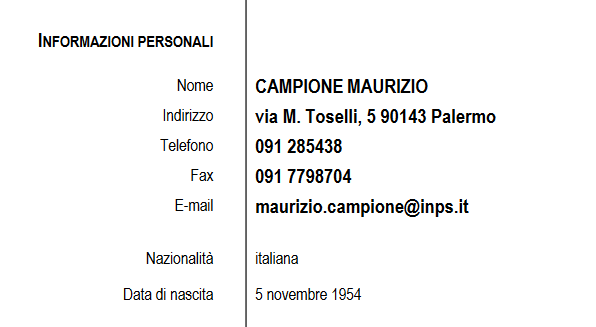 INFORMAZIONI PERSONALI
Nome CAMPIONE MAURIZIO
Indirizzo via M. Toselli, 5 90143 Palermo
Telefono 091 285438
Fax 091 7798704
E-mail maurizio.campione@inps.it
Nazionalità italiana
Data di nascita 5 novembre 1954